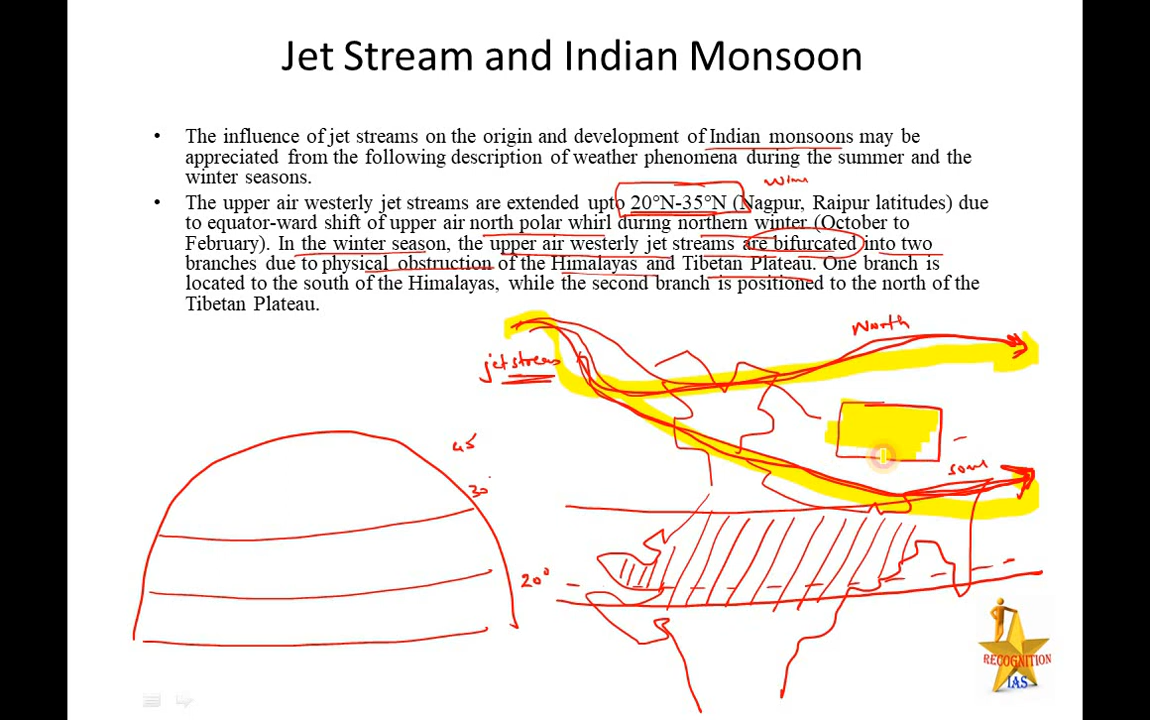 Jet Stream and Indian Monsoon
• The influence of jet streams on the origin and development of Indian monsoons may be
appreciated from the following description of weather phenomena during the summer and the
winter seasons.
• The upper air westerly jet streams are extended upto 20°N-35°N (Nagpur, Raipur latitudes) due
to equator-ward shift of upper air north polar whirl during northern winter (October to
February). In the winter season, the upper air westerly jet streams are bifurcated into two
branches due to physical obstruction of the Himalayas and Tibetan Plateau. One branch is
located to the south of the Himalayas, while the second branch is positioned to the north of the
Tibetan Plateau.
North
jet stream
45
30
20°
RECOGNITION
IAS